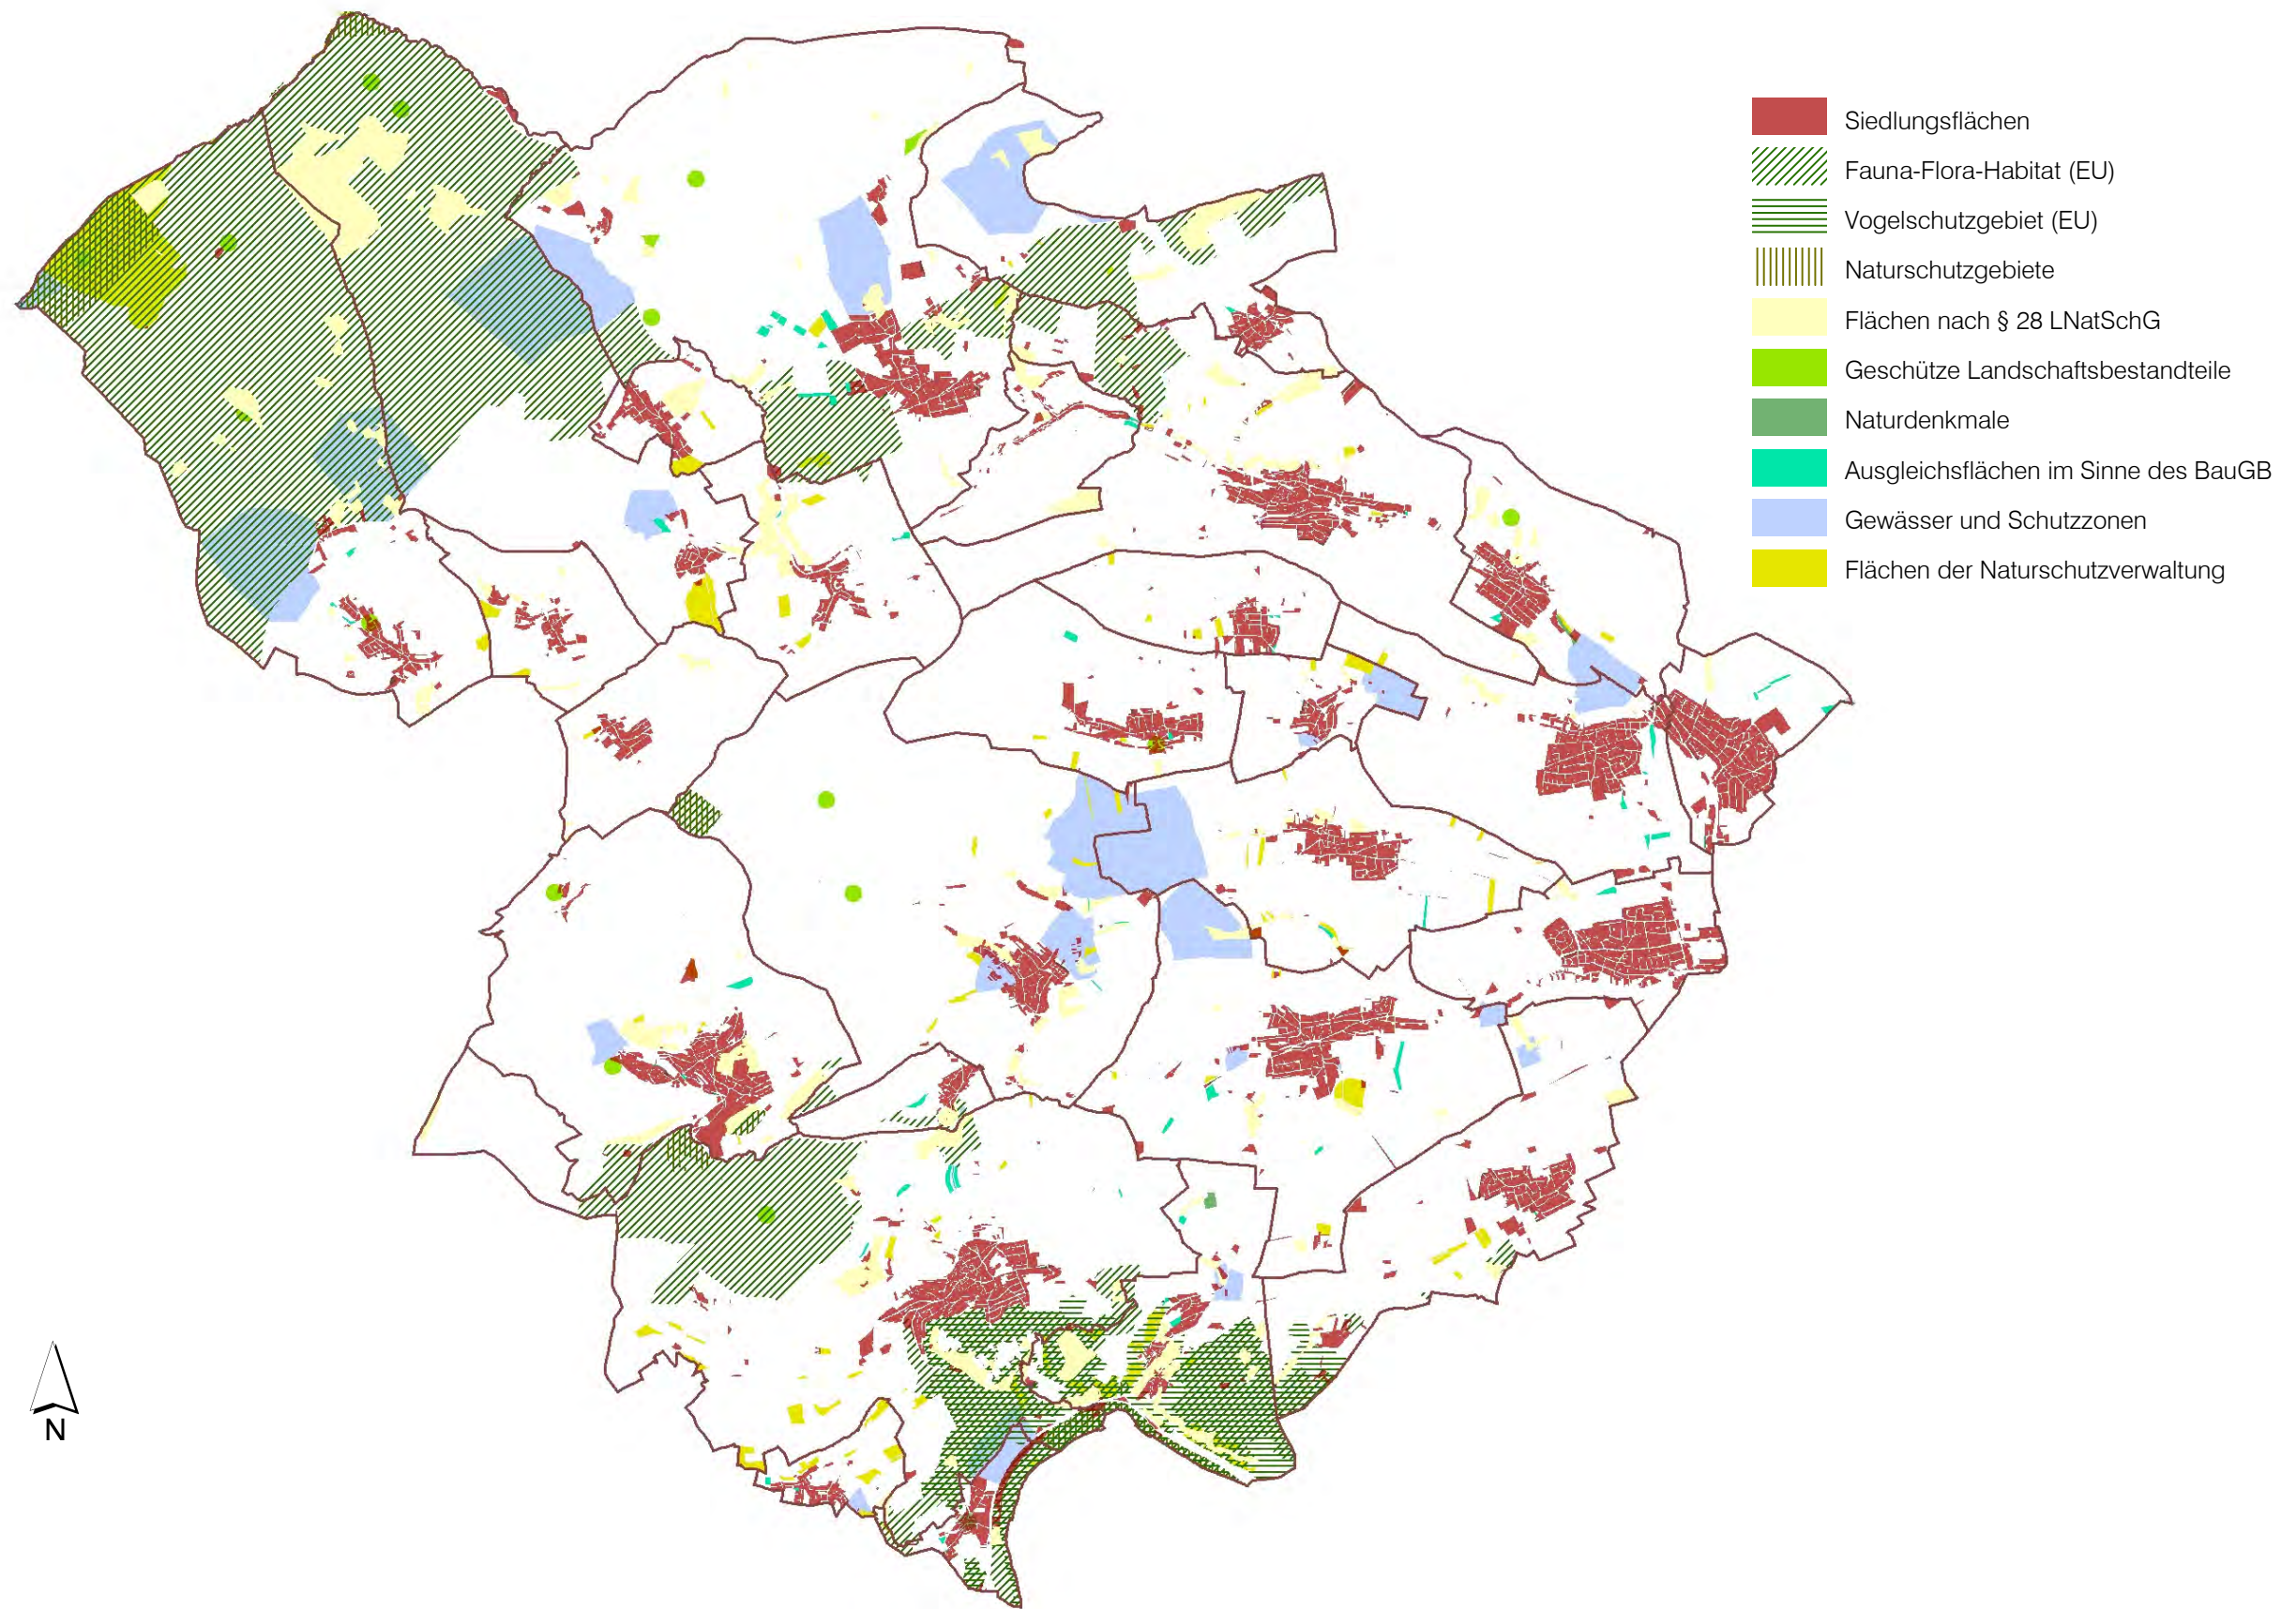 Siedlungsflächen
Fauna-Flora-Habitat (EU)
Vogelschutzgebiet (EU)
Naturschutzgebiete
Flächen nach § 28 LNatSchG
Geschütze Landschaftsbestandteile
Naturdenkmale
Ausgleichsflächen im Sinne des BauGB
Gewässer und Schutzzonen
Flächen der Naturschutzverwaltung
N